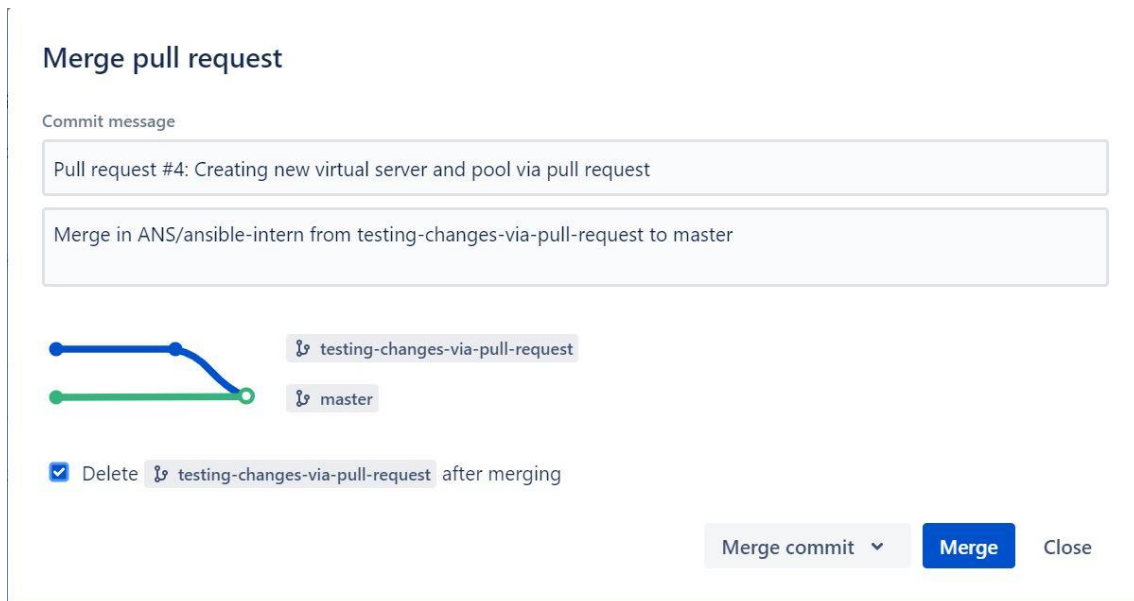 Merge pull request
Commit message
Pull request #4: Creating new virtual server and pool via pull request
Merge in ANS/ansible-intern from testing-changes-via-pull-request to master
testing-changes-via-pull-request
master
Delete testing-changes-via-pull-request after merging
Merge commit Merge Close